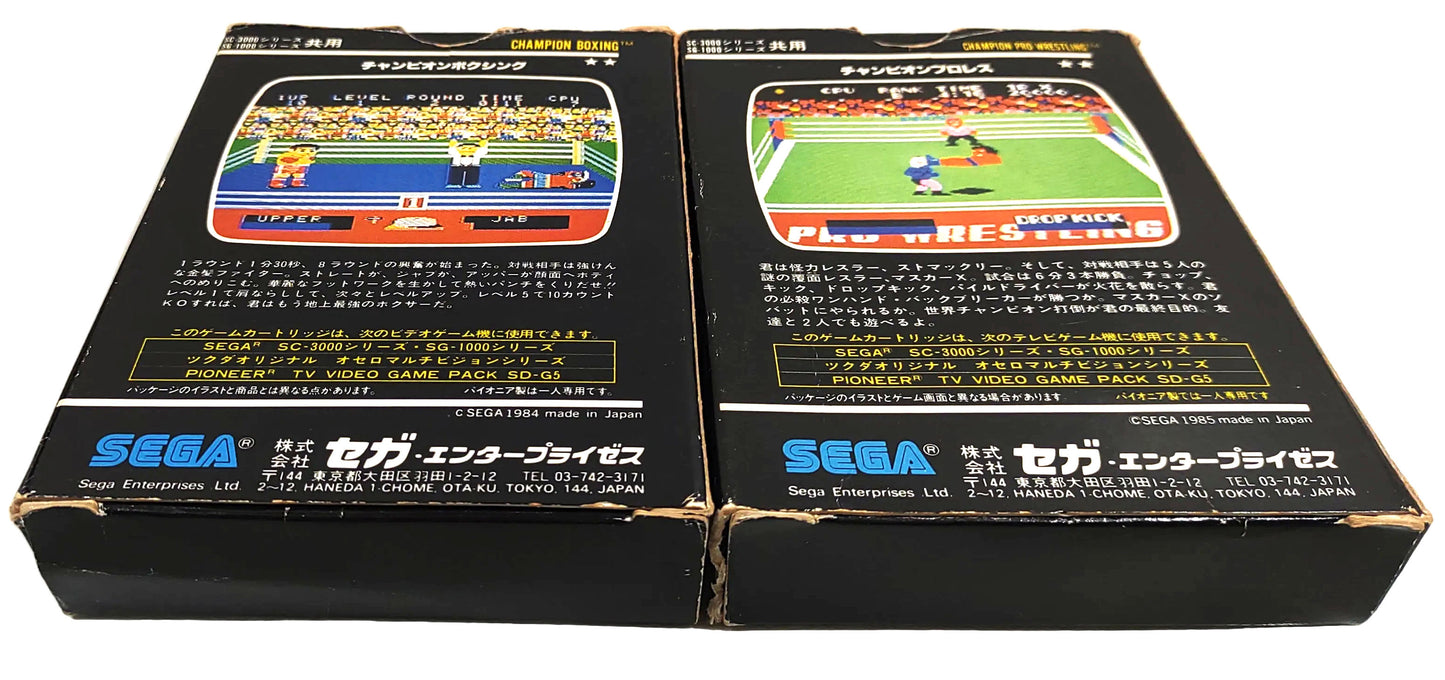 SC-3000シリーズ
SG-1000シリーズ 共用
CHAMPION BOXING™
★★
チャンピオンボクシング
1UP LEVEL ROUND TIME CPU
10 1 2 0:11
1
UPPER JAB
1ラウンド1分30秒、8ラウンドの興奮が始まった。対戦相手は強けん
な金髪ファイター。ストレートか、ジャブか、アッパーが顔面へボディ
へのめりこむ。華麗なフットワークを生かして熱いパンチをくりだせ!!
レベル1で肩ならしして、次々とレベルアップ。レベル5で10カウント
KOすれば、君はもう地上最強のボクサーだ。
このゲームカートリッジは、次のビデオゲーム機に使用できます。
SEGAR SC-3000シリーズ・SG-1000シリーズ
ツクダオリジナル オセロマルチビジョンシリーズ
PIONEERR TV VIDEO GAME PACK SD-G5
パッケージのイラストと商品とは異なる点があります。 パイオニア製は一人専用です。
©SEGA 1984 made in Japan
SEGA®
Sega Enterprises Ltd.
株式会社 セガ・エンタープライゼス
〒144 東京都大田区羽田1-2-12 TEL 03-742-3171
2~12, HANEDA 1-CHOME, OTA-KU, TOKYO, 144, JAPAN
SC-3000シリーズ
SG-1000シリーズ 共用
CHAMPION PRO WRESTLING™
★★
チャンピオンプロレス
CPU RANK TIME 1P
20000
DROP KICK
PRO WRESTLING
君は怪力レスラー、ストマックリー。そして、対戦相手は5人の
謎の覆面レスラー、マスカーX。試合は6分3本勝負。チョップ、
キック、ドロップキック、パイルドライバーが火花を散らす。君
の必殺ワンハンド・バックブリーカーが勝つか。マスカーXのソ
バットにやられるか。世界チャンピオン打倒が君の最終目的。友
達と2人でも遊べるよ。
このゲームカートリッジは、次のテレビゲーム機に使用できます。
SEGAR SC-3000シリーズ・SG-1000シリーズ
ツクダオリジナル オセロマルチビジョンシリーズ
PIONEERR TV VIDEO GAME PACK SD-G5
パッケージのイラストとゲーム画面と異なる場合があります パイオニア製では一人専用です
©SEGA 1985 made in Japan
SEGA®
Sega Enterprises Ltd.
株式会社 セガ・エンタープライゼス
〒144 東京都大田区羽田1-2-12 TEL 03-742-3171
2~12, HANEDA 1-CHOME, OTA-KU, TOKYO, 144, JAPAN